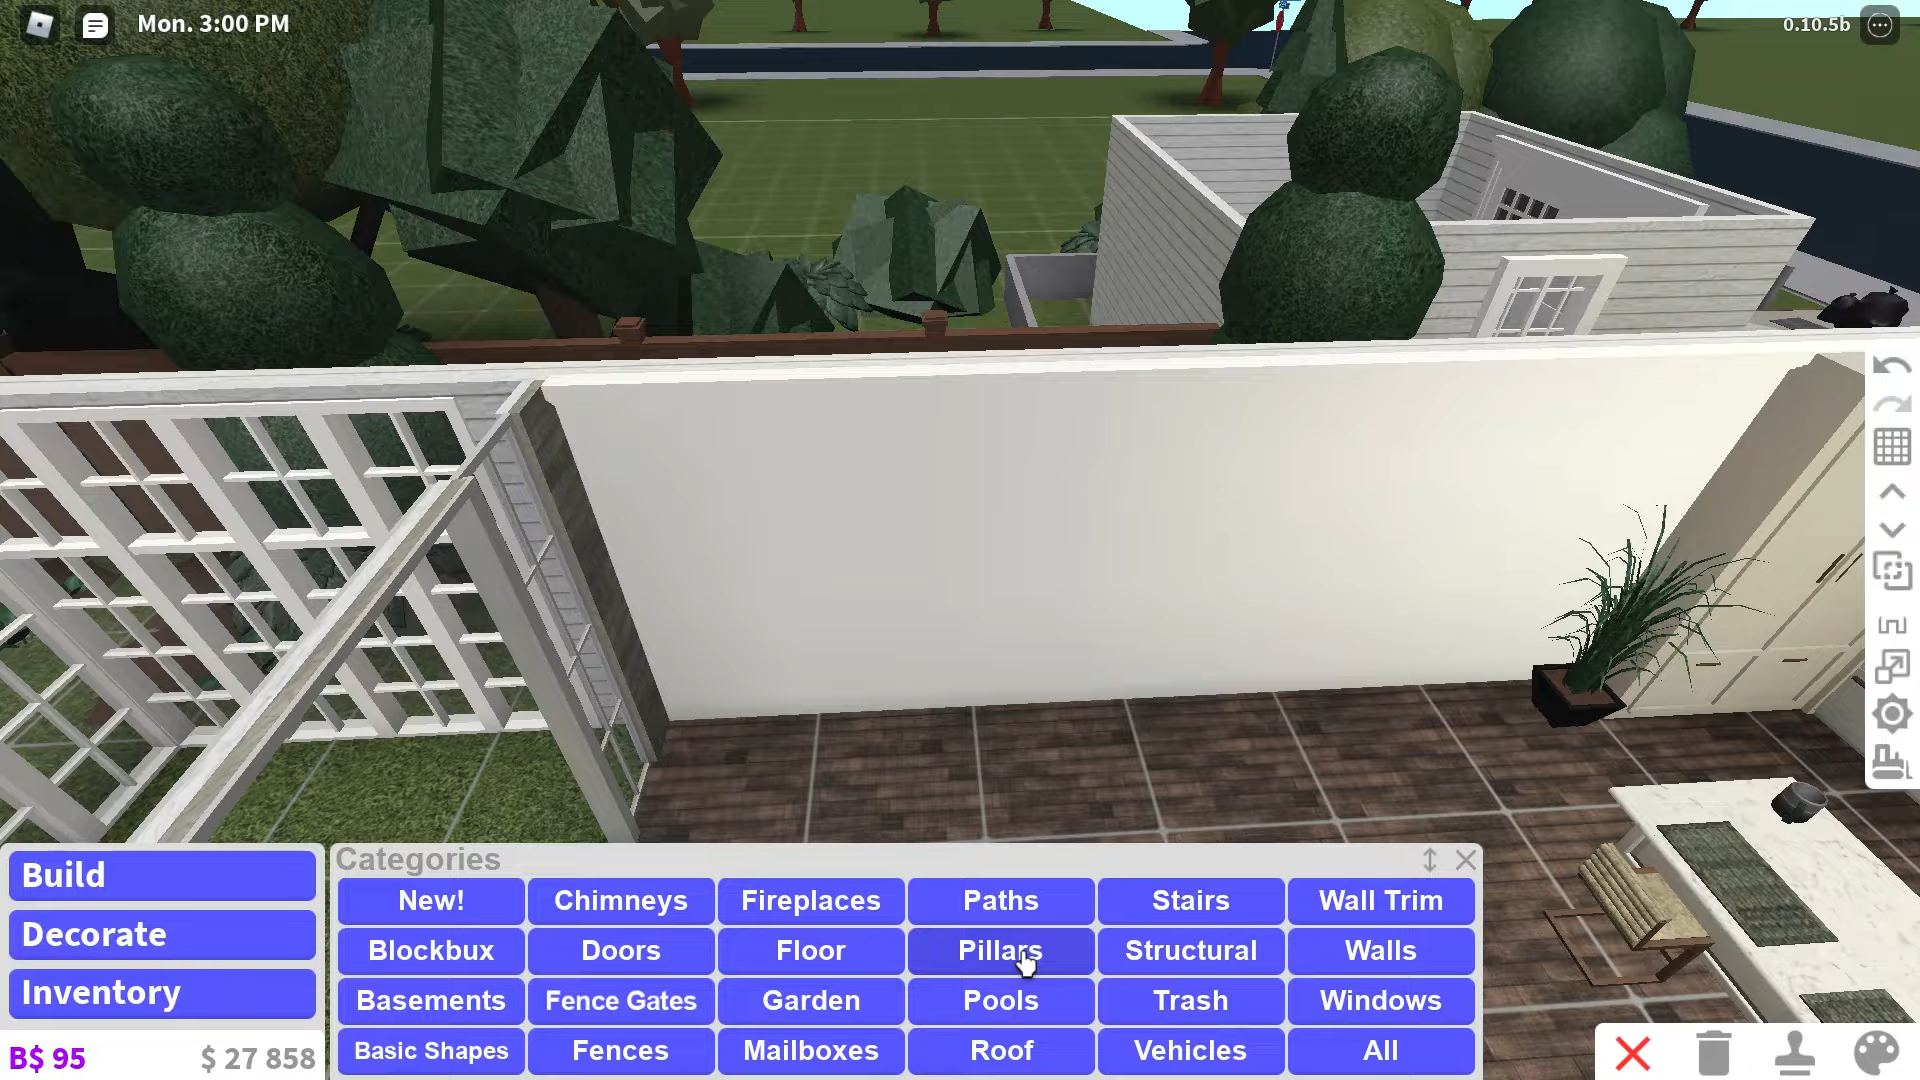 Mon. 3:00 PM
0.10.5b
Build
Decorate
Inventory
B$ 95
$ 27 858
Categories
New! Chimneys Fireplaces Paths Stairs Wall Trim
Blockbux Doors Floor Pillars Structural Walls
Basements Fence Gates Garden Pools Trash Windows
Basic Shapes Fences Mailboxes Roof Vehicles All